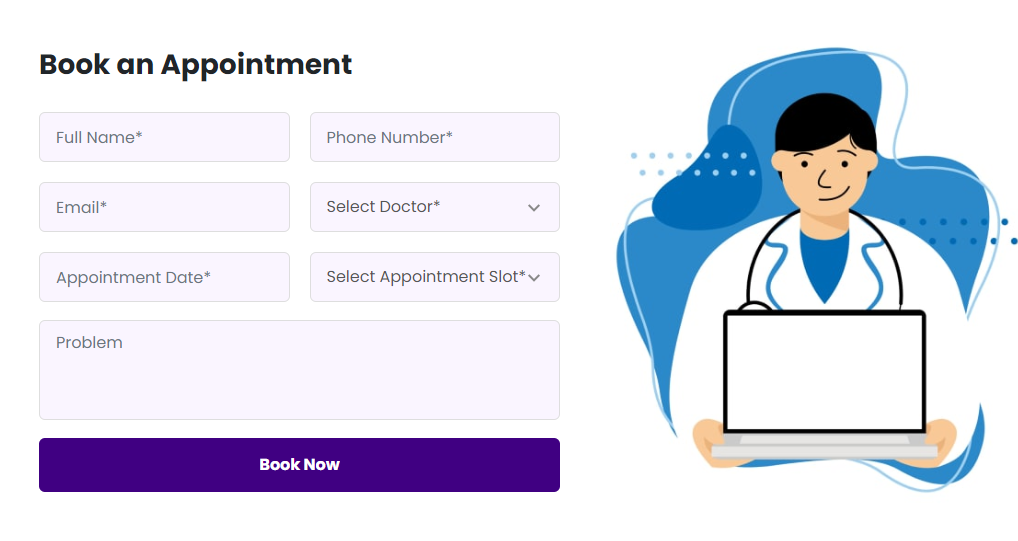 Book an Appointment
Full Name*
Phone Number*
Email*
Select Doctor*
Appointment Date*
Select Appointment Slot*
Problem
Book Now